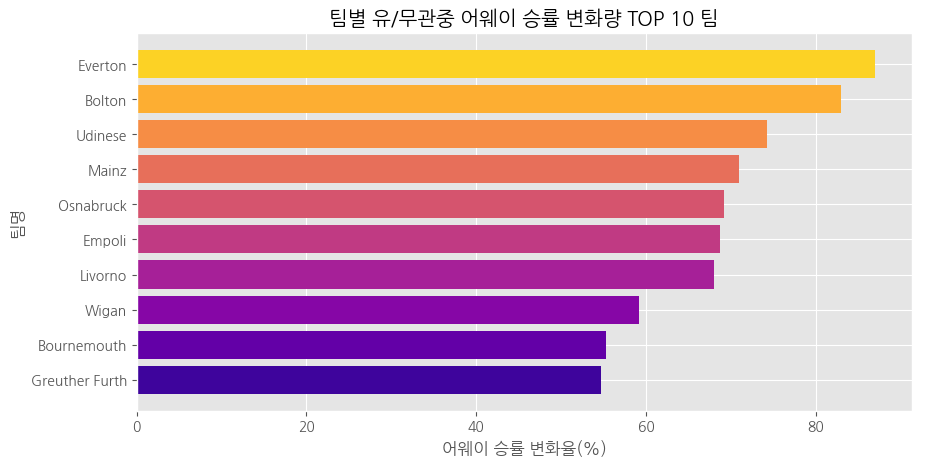 팀별 유/무관중 어웨이 승률 변화량 TOP 10 팀
팀명
Everton
Bolton
Udinese
Mainz
Osnabruck
Empoli
Livorno
Wigan
Bournemouth
Greuther Furth
0 20 40 60 80
어웨이 승률 변화율(%)